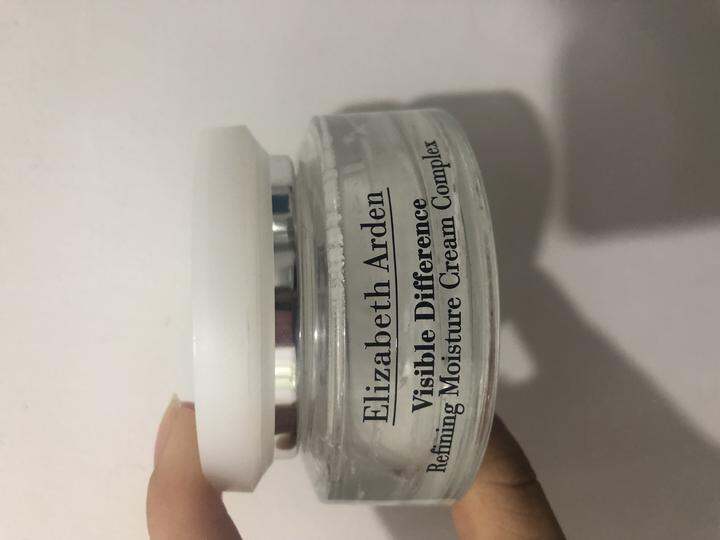 Elizabeth Arden
Visible Difference
Refining Moisture Cream Complex